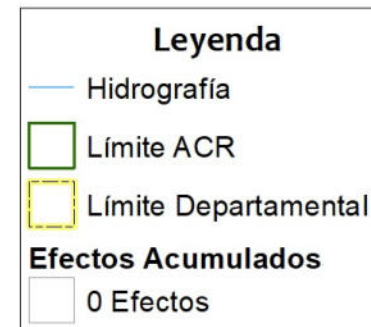 Leyenda
Hidrografía
Límite ACR
Límite Departamental
Efectos Acumulados
0 Efectos